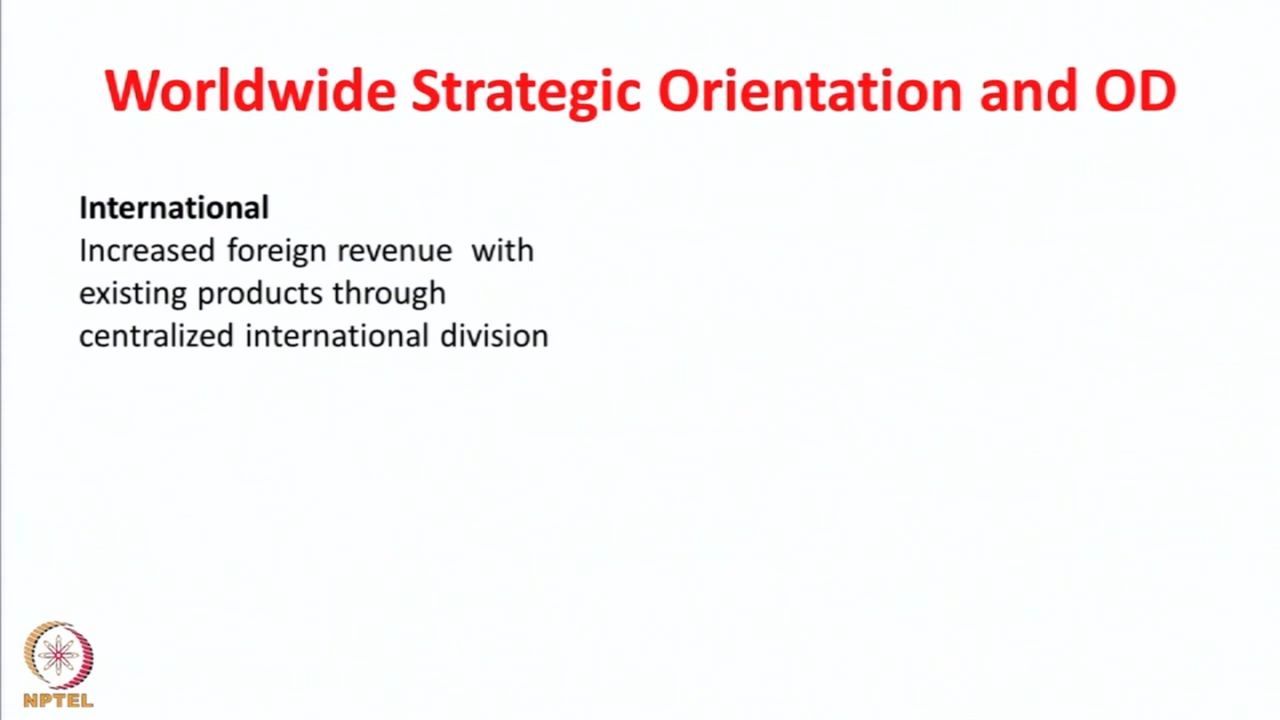 Worldwide Strategic Orientation and OD
International
Increased foreign revenue with
existing products through
centralized international division
NPTEL